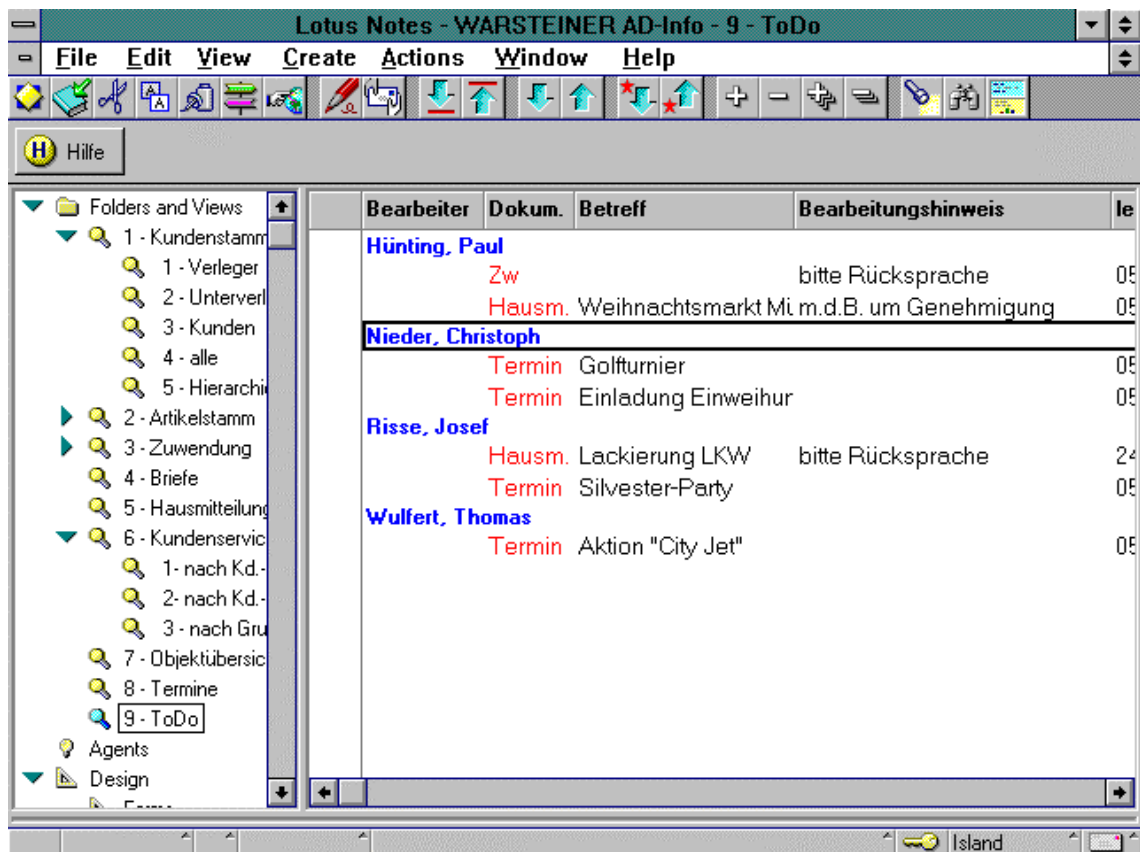 Lotus Notes - WARSTEINER AD-Info - 9 - ToDo
File Edit View Create Actions Window Help
H Hilfe
Folders and Views
1 - Kundenstamm
1 - Verleger
2 - Unterverl
3 - Kunden
4 - alle
5 - Hierarchi
2 - Artikelstamm
3 - Zuwendung
4 - Briefe
5 - Hausmitteilung
6 - Kundenservic
1- nach Kd.-
2- nach Kd.-
3 - nach Gru
7 - Objektübersic
8 - Termine
9 - ToDo
Agents
Design
Bearbeiter Dokum. Betreff Bearbeitungshinweis le
Hünting, Paul
Zw bitte Rücksprache 05
Hausm. Weihnachtsmarkt Mi m.d.B. um Genehmigung 05
Nieder, Christoph
Termin Golfturnier 05
Termin Einladung Einweihur 05
Risse, Josef
Hausm. Lackierung LKW bitte Rücksprache 24
Termin Silvester-Party 05
Wulfert, Thomas
Termin Aktion "City Jet" 05
Island